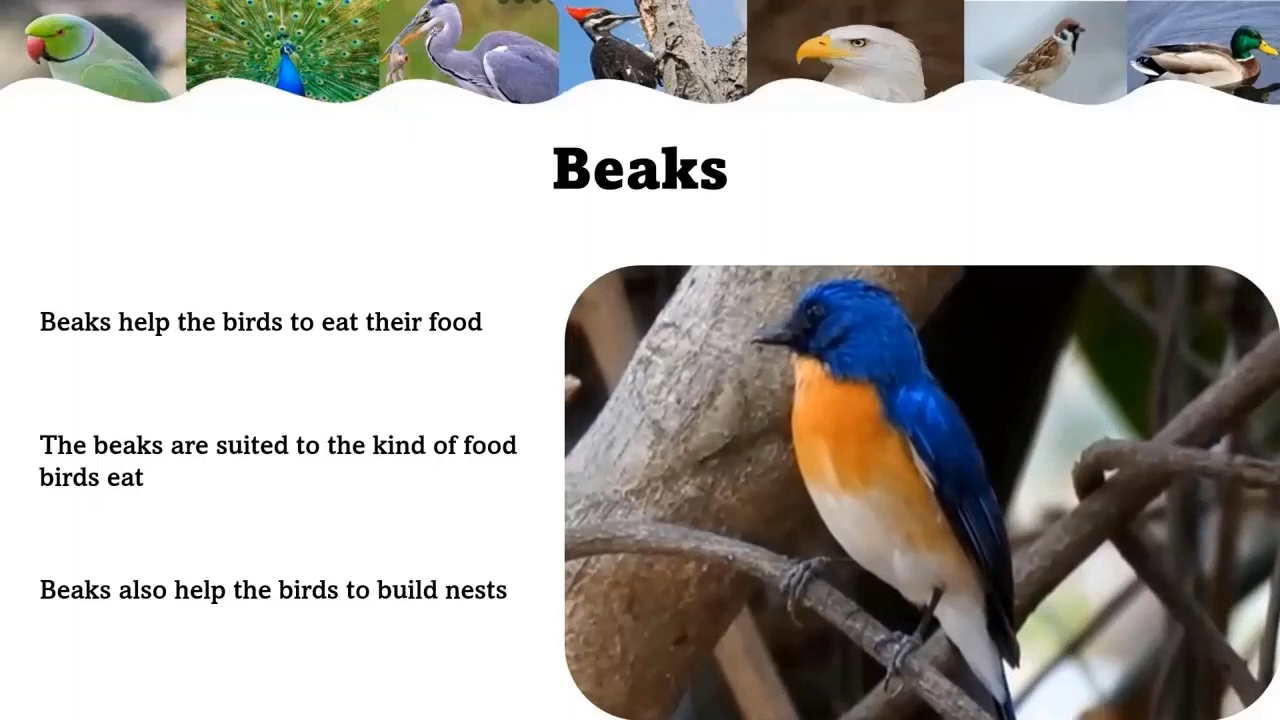 Beaks
Beaks help the birds to eat their food
The beaks are suited to the kind of food
birds eat
Beaks also help the birds to build nests